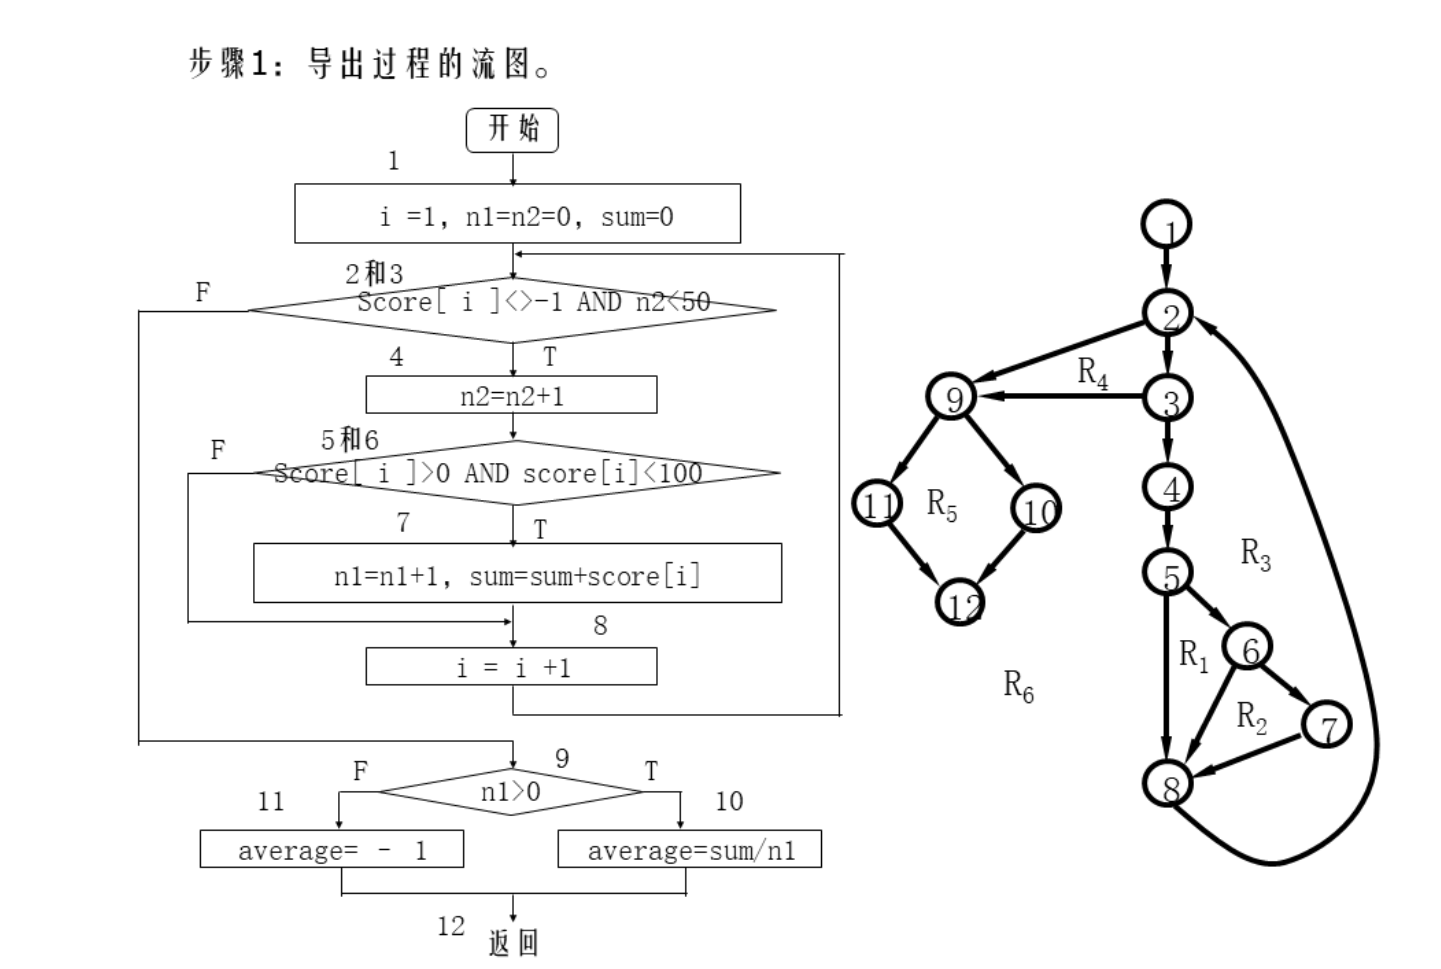 步骤1：导出过程的流图。
开始
1
i =1, n1=n2=0, sum=0
2和3
F
Score[ i ]<>-1 AND n2<50
4
T
n2=n2+1
5和6
F
Score[ i ]>0 AND score[i]<100
7
T
n1=n1+1, sum=sum+score[i]
8
i = i +1
9
F
T
n1>0
11
10
average= - 1
average=sum/n1
12
返回
1
2
R4
9
3
4
11
R5
10
R3
5
12
6
R1
R6
R2
7
8